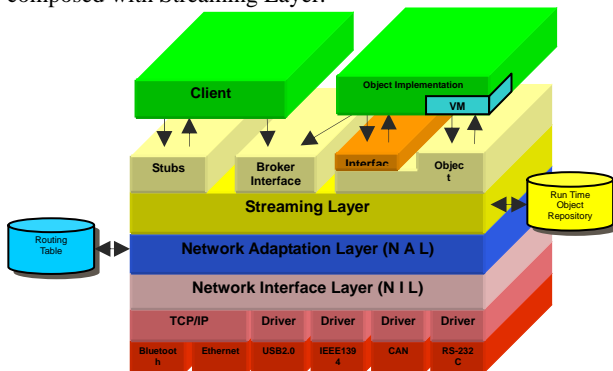 composed with Streaming Layer.
Client
Object Implementation
VM
Stubs
Broker
Interface
Interfac
Objec
t
Streaming Layer
Run Time
Object
Repository
Routing
Table
Network Adaptation Layer (N A L)
Network Interface Layer (N I L)
TCP/IP
Driver
Driver
Driver
Driver
Bluetoot
h
Ethernet
USB2.0
IEEE139
4
CAN
RS-232
C